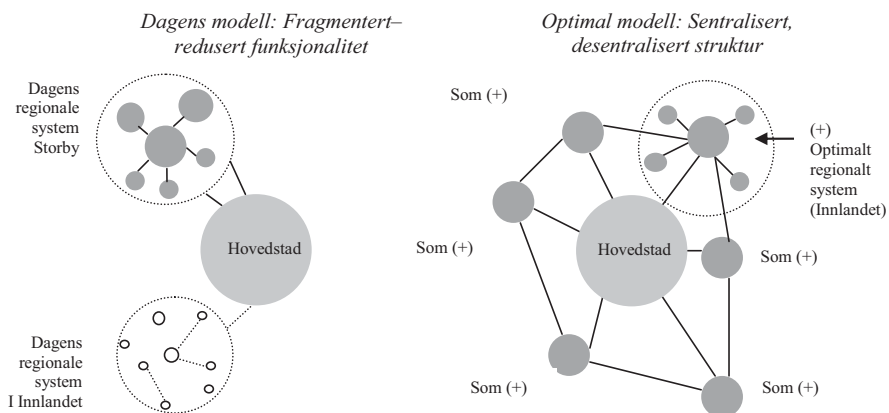 Dagens modell: Fragmentert–
redusert funksjonalitet
Dagens
regionale
system
Storby
Hovedstad
Dagens
regionale
system
I Innlandet
Optimal modell: Sentralisert,
desentralisert struktur
Som (+)
(+)
Optimalt
regionalt
system
(Innlandet)
Som (+)
Hovedstad
Som (+)
Som (+)
Som (+)